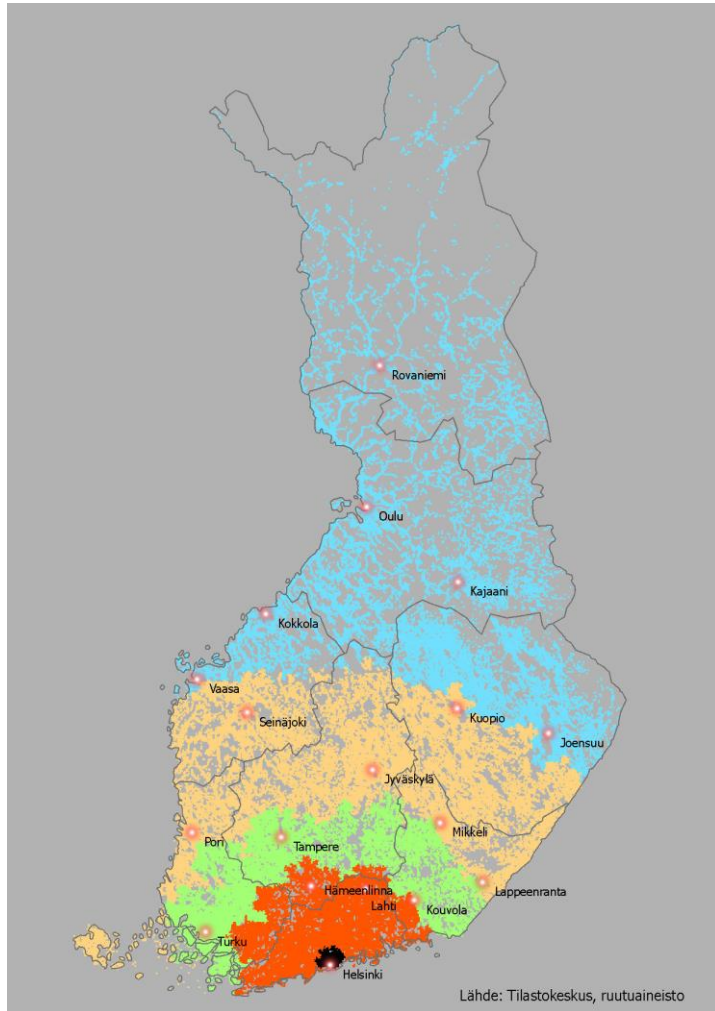 Rovaniemi
Oulu
Kajaani
Kokkola
Vaasa
Seinäjoki
Kuopio
Joensuu
Jyväskylä
Pori
Tampere
Mikkeli
Hämeenlinna
Lappeenranta
Lahti
Kouvola
Turku
Helsinki
Lähde: Tilastokeskus, ruutuaineisto